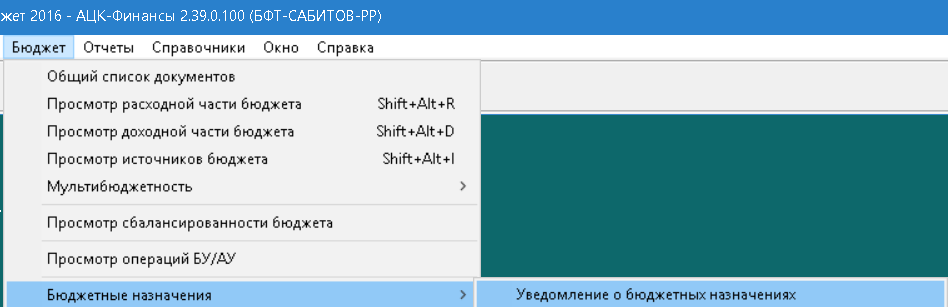 жет 2016 - АЦК-Финансы 2.39.0.100 (БФТ-САБИТОВ-РР)
Бюджет Отчеты Справочники Окно Справка
Общий список документов
Просмотр расходной части бюджета Shift+Alt+R
Просмотр доходной части бюджета Shift+Alt+D
Просмотр источников бюджета Shift+Alt+I
Мультибюджетность
Просмотр сбалансированности бюджета
Просмотр операций БУ/АУ
Бюджетные назначения Уведомление о бюджетных назначениях